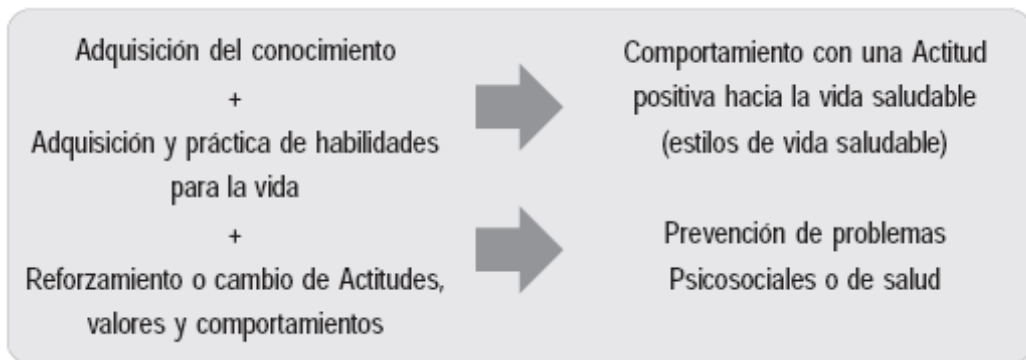 Adquisición del conocimiento
+
Adquisición y práctica de habilidades
para la vida
+
Reforzamiento o cambio de Actitudes,
valores y comportamientos
Comportamiento con una Actitud
positiva hacia la vida saludable
(estilos de vida saludable)
Prevención de problemas
Psicosociales o de salud